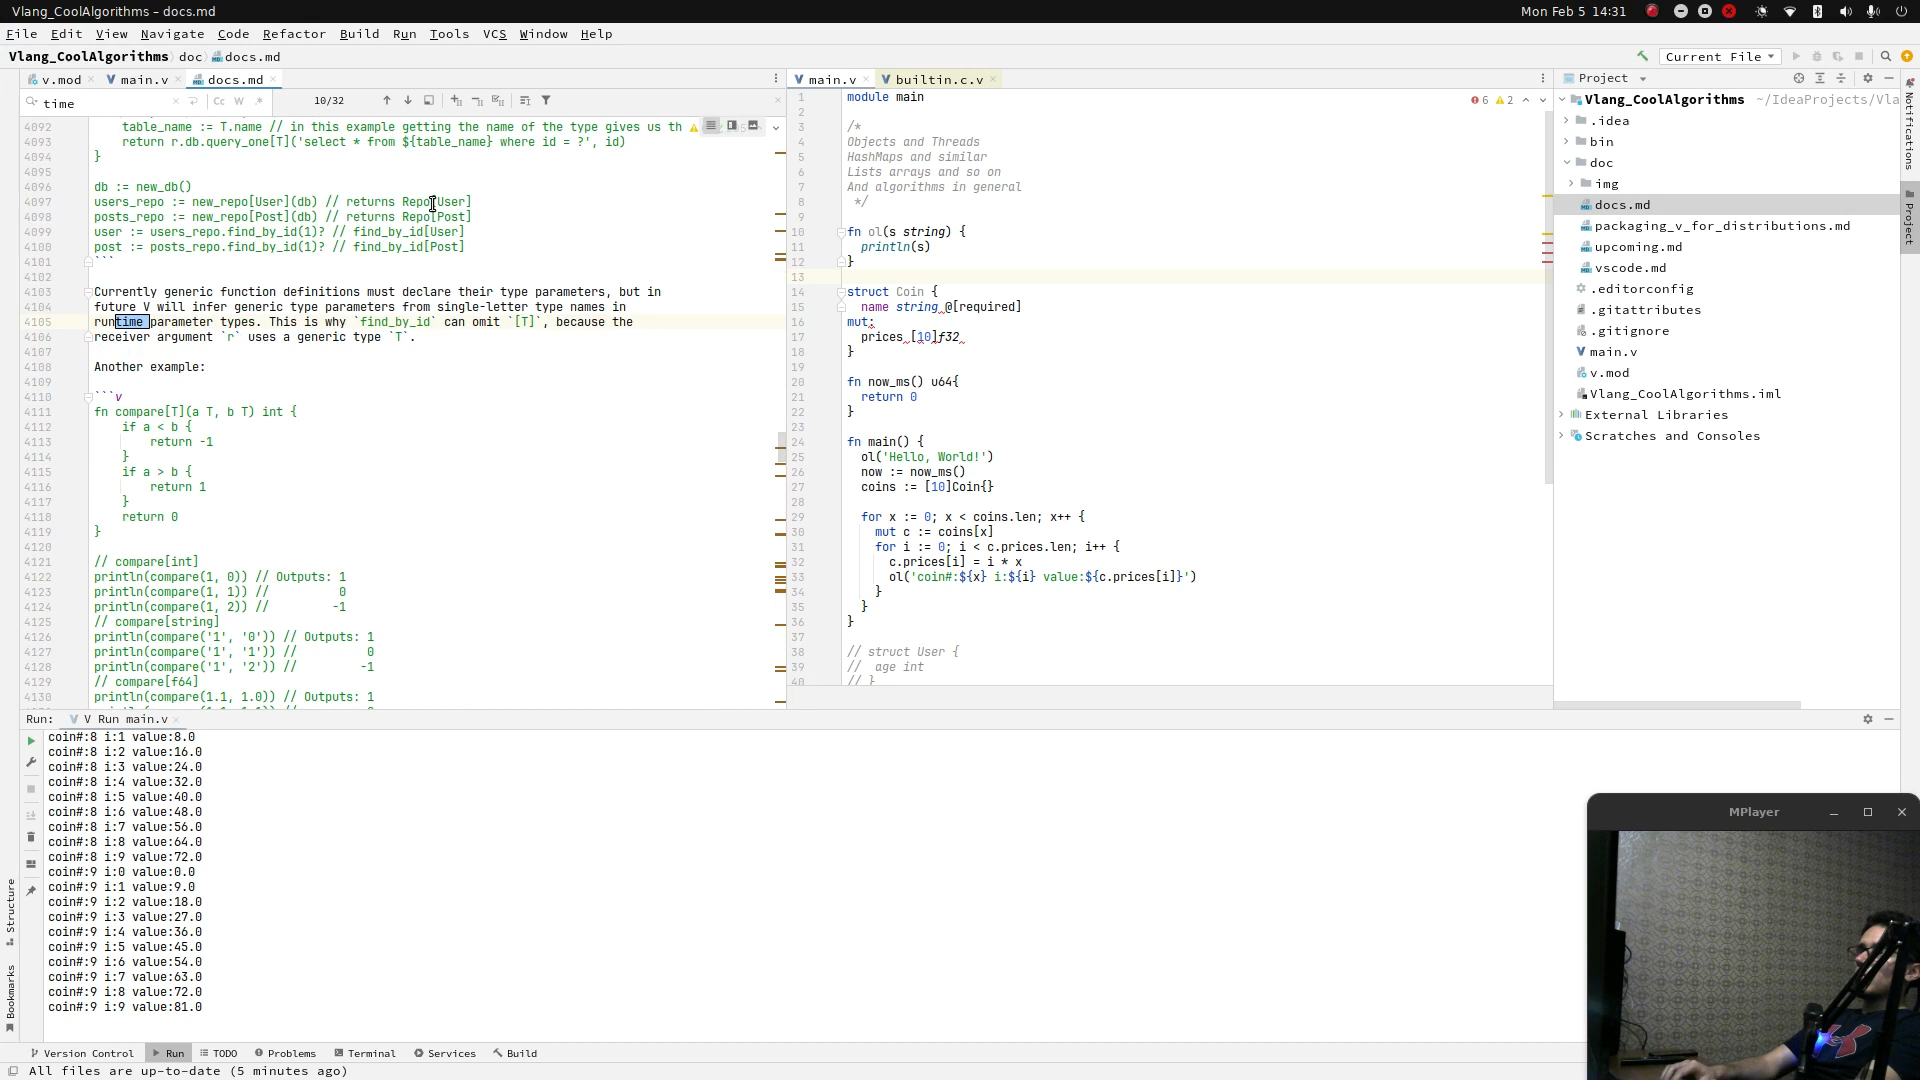 Vlang_CoolAlgorithms – docs.md
Mon Feb 5 14:31
File Edit View Navigate Code Refactor Build Run Tools VCS Window Help
Vlang_CoolAlgorithms doc docs.md
Current File
v.mod
main.v
docs.md
time
Cc W .*
10/32
4092 table_name := T.name // in this example getting the name of the type gives us th
4093 return r.db.query_one[T]('select * from ${table_name} where id = ?', id)
4094 }
4095
4096 db := new_db()
4097 users_repo := new_repo[User](db) // returns Repo[User]
4098 posts_repo := new_repo[Post](db) // returns Repo[Post]
4099 user := users_repo.find_by_id(1)? // find_by_id[User]
4100 post := posts_repo.find_by_id(1)? // find_by_id[Post]
4101 ```
4102
4103 Currently generic function definitions must declare their type parameters, but in
4104 future V will infer generic type parameters from single-letter type names in
4105 runtime parameter types. This is why `find_by_id` can omit `[T]`, because the
4106 receiver argument `r` uses a generic type `T`.
4107
4108 Another example:
4109
4110 ```v
4111 fn compare[T](a T, b T) int {
4112 if a < b {
4113 return -1
4114 }
4115 if a > b {
4116 return 1
4117 }
4118 return 0
4119 }
4120
4121 // compare[int]
4122 println(compare(1, 0)) // Outputs: 1
4123 println(compare(1, 1)) // 0
4124 println(compare(1, 2)) // -1
4125 // compare[string]
4126 println(compare('1', '0')) // Outputs: 1
4127 println(compare('1', '1')) // 0
4128 println(compare('1', '2')) // -1
4129 // compare[f64]
4130 println(compare(1.1, 1.0)) // Outputs: 1
main.v
builtin.c.v
6 2
1 module main
2
3 /*
4 Objects and Threads
5 HashMaps and similar
6 Lists arrays and so on
7 And algorithms in general
8 */
9
10 fn ol(s string) {
11 println(s)
12 }
13
14 struct Coin {
15 name string @[required]
16 mut:
17 prices [10]f32
18 }
19
20 fn now_ms() u64{
21 return 0
22 }
23
24 fn main() {
25 ol('Hello, World!')
26 now := now_ms()
27 coins := [10]Coin{}
28
29 for x := 0; x < coins.len; x++ {
30 mut c := coins[x]
31 for i := 0; i < c.prices.len; i++ {
32 c.prices[i] = i * x
33 ol('coin#:${x} i:${i} value:${c.prices[i]}')
34 }
35 }
36 }
37
38 // struct User {
39 // age int
40 // }
Project
Vlang_CoolAlgorithms ~/IdeaProjects/Vla
.idea
bin
doc
img
docs.md
packaging_v_for_distributions.md
upcoming.md
vscode.md
.editorconfig
.gitattributes
.gitignore
main.v
v.mod
Vlang_CoolAlgorithms.iml
External Libraries
Scratches and Consoles
Notifications
Project
Run: V Run main.v
coin#:8 i:1 value:8.0
coin#:8 i:2 value:16.0
coin#:8 i:3 value:24.0
coin#:8 i:4 value:32.0
coin#:8 i:5 value:40.0
coin#:8 i:6 value:48.0
coin#:8 i:7 value:56.0
coin#:8 i:8 value:64.0
coin#:8 i:9 value:72.0
coin#:9 i:0 value:0.0
coin#:9 i:1 value:9.0
coin#:9 i:2 value:18.0
coin#:9 i:3 value:27.0
coin#:9 i:4 value:36.0
coin#:9 i:5 value:45.0
coin#:9 i:6 value:54.0
coin#:9 i:7 value:63.0
coin#:9 i:8 value:72.0
coin#:9 i:9 value:81.0
Structure
Bookmarks
MPlayer
Version Control Run TODO Problems Terminal Services Build
All files are up-to-date (5 minutes ago)